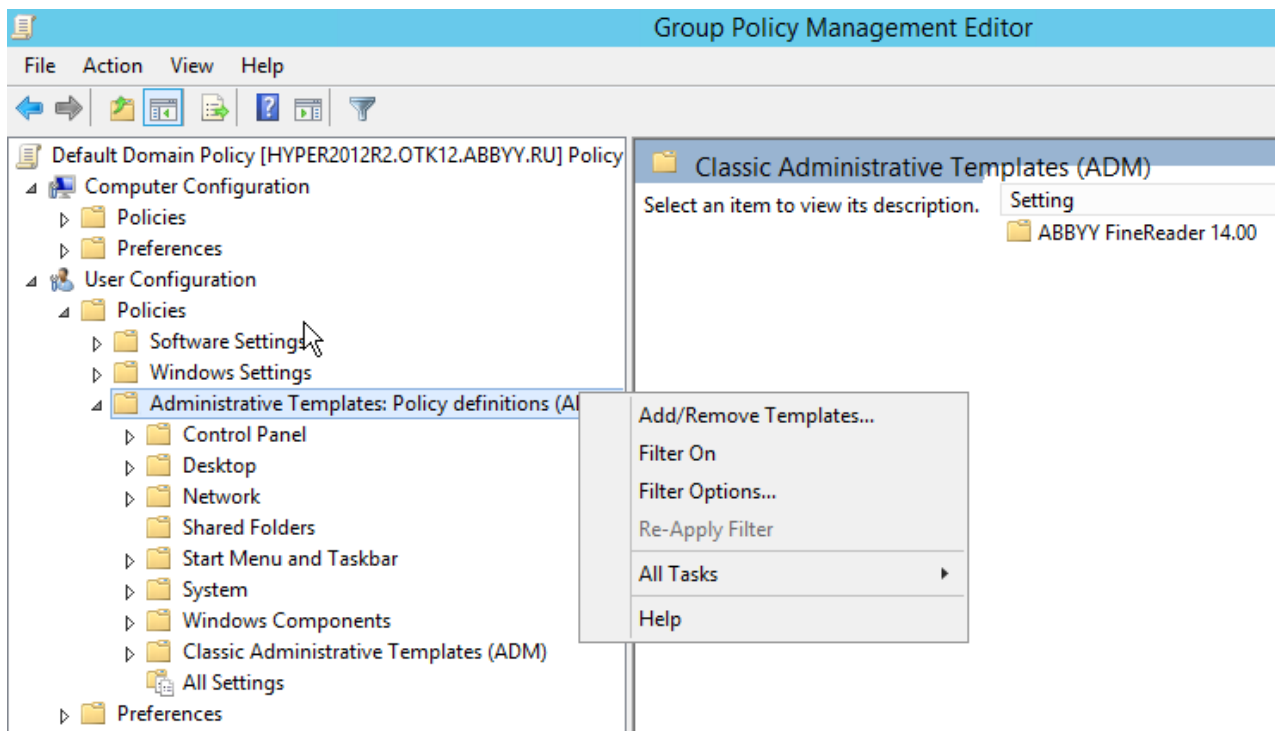 Group Policy Management Editor
File Action View Help
Default Domain Policy [HYPER2012R2.OTK12.ABBYY.RU] Policy
Computer Configuration
Policies
Preferences
User Configuration
Policies
Software Settings
Windows Settings
Administrative Templates: Policy definitions
Control Panel
Desktop
Network
Shared Folders
Start Menu and Taskbar
System
Windows Components
Classic Administrative Templates (ADM)
All Settings
Preferences
Classic Administrative Templates (ADM)
Select an item to view its description.
Setting
ABBYY FineReader 14.00
Add/Remove Templates...
Filter On
Filter Options...
Re-Apply Filter
All Tasks
Help